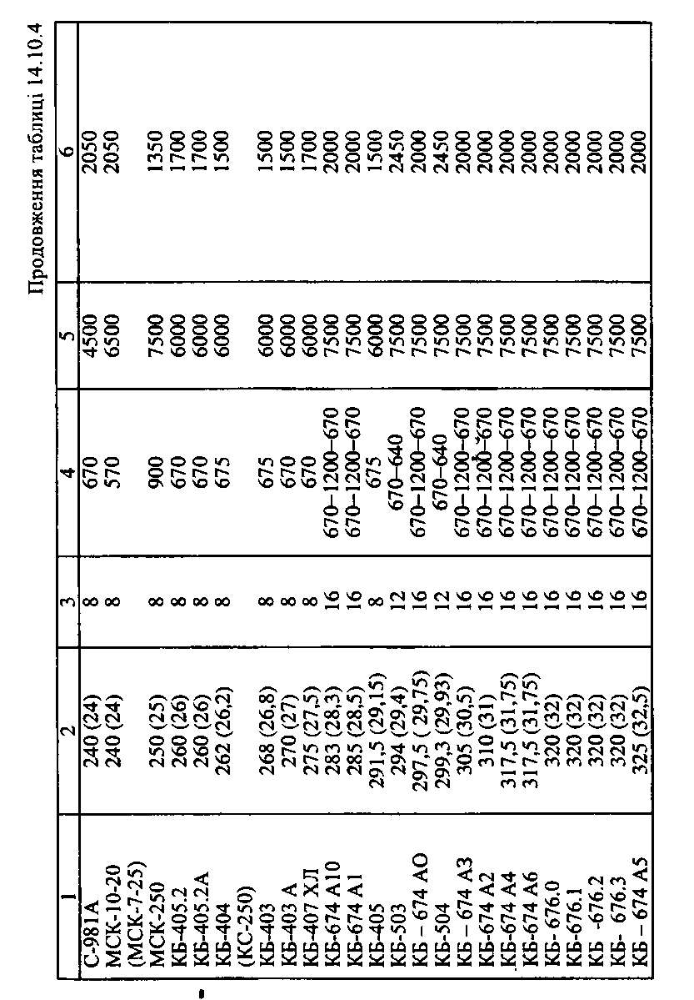 Продовження таблиці 14.10.4
1 2 3 4 5 6
С-981А 240 (24) 8 670 4500 2050
МСК-10-20 240 (24) 8 570 6500 2050
(МСК-7-25)
МСК-250 250 (25) 8 900 7500 1350
КБ-405.2 260 (26) 8 670 6000 1700
КБ-405.2А 260 (26) 8 670 6000 1700
КБ-404 262 (26,2) 8 675 6000 1500
(КС-250)
КБ-403 268 (26,8) 8 675 6000 1500
КБ-403 А 270 (27) 8 670 6000 1500
КБ-407 ХЛ 275 (27,5) 8 670 6000 1700
КБ-674 А10 283 (28,3) 16 670–1200–670 7500 2000
КБ-674 А1 285 (28,5) 16 670–1200–670 7500 2000
КБ-405 291,5 (29,15) 8 675 6000 1500
КБ-503 294 (29,4) 12 670–640 7500 2450
КБ – 674 АО 297,5 ( 29,75) 16 670–1200–670 7500 2000
КБ-504 299,3 (29,93) 12 670–640 7500 2450
КБ – 674 А3 305 (30,5) 16 670–1200–670 7500 2000
КБ-674 А2 310 (31) 16 670–1200–670 7500 2000
КБ-674 А4 317,5 (31,75) 16 670–1200–670 7500 2000
КБ-674 А6 317,5 (31,75) 16 670–1200–670 7500 2000
КБ- 676.0 320 (32) 16 670–1200–670 7500 2000
КБ-676.1 320 (32) 16 670–1200–670 7500 2000
КБ -676.2 320 (32) 16 670–1200–670 7500 2000
КБ- 676.3 320 (32) 16 670–1200–670 7500 2000
КБ – 674 А5 325 (32,5) 16 670–1200–670 7500 2000